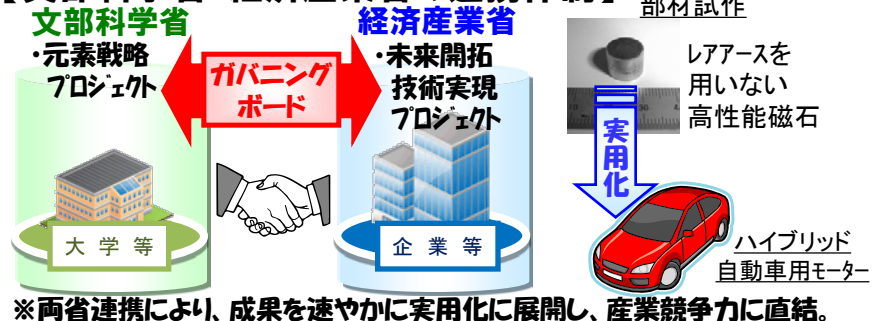 文部科学省
・元素戦略
プロジェクト
ガバニング
ボード
経済産業省
・未来開拓
技術実現
プロジェクト
大学等
企業等
部材試作
レアアースを
用いない
高性能磁石
実用化
ハイブリッド
自動車用モーター
※両省連携により、成果を速やかに実用化に展開し、産業競争力に直結。